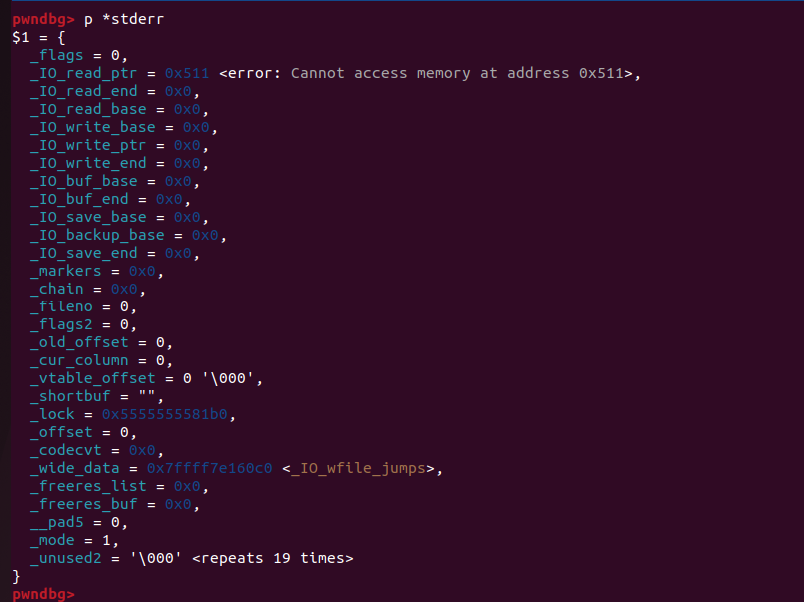 pwndbg> p *stderr
$1 = {
  _flags = 0,
  _IO_read_ptr = 0x511 <error: Cannot access memory at address 0x511>,
  _IO_read_end = 0x0,
  _IO_read_base = 0x0,
  _IO_write_base = 0x0,
  _IO_write_ptr = 0x0,
  _IO_write_end = 0x0,
  _IO_buf_base = 0x0,
  _IO_buf_end = 0x0,
  _IO_save_base = 0x0,
  _IO_backup_base = 0x0,
  _IO_save_end = 0x0,
  _markers = 0x0,
  _chain = 0x0,
  _fileno = 0,
  _flags2 = 0,
  _old_offset = 0,
  _cur_column = 0,
  _vtable_offset = 0 '\000',
  _shortbuf = "",
  _lock = 0x5555555581b0,
  _offset = 0,
  _codecvt = 0x0,
  _wide_data = 0x7ffff7e160c0 <_IO_wfile_jumps>,
  _freeres_list = 0x0,
  _freeres_buf = 0x0,
  __pad5 = 0,
  _mode = 1,
  _unused2 = '\000' <repeats 19 times>
}
pwndbg>